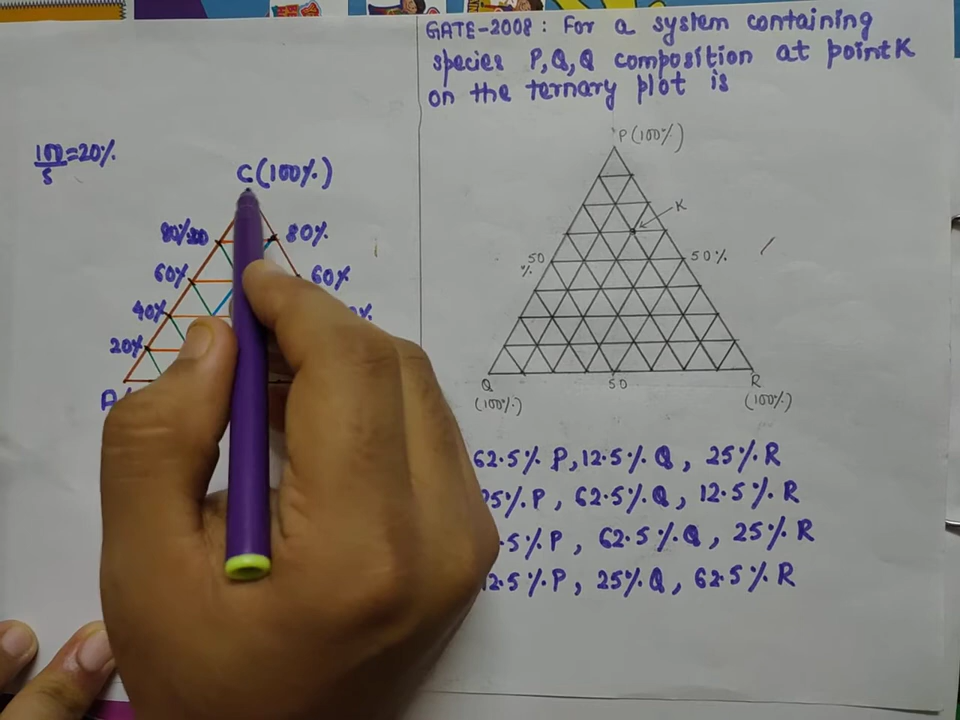 GATE-2008: For a system containing
species P,Q,Q composition at point K
on the ternary plot is
100/5=20%
C(100%)
80%
60%
60%
40%
20%
A
P(100%)
K
50
%
50%
Q
(100%)
50
R
(100%)
62.5% P, 12.5% Q, 25% R
25% P, 62.5% Q, 12.5% R
.5% P, 62.5% Q, 25% R
12.5% P, 25% Q, 62.5% R